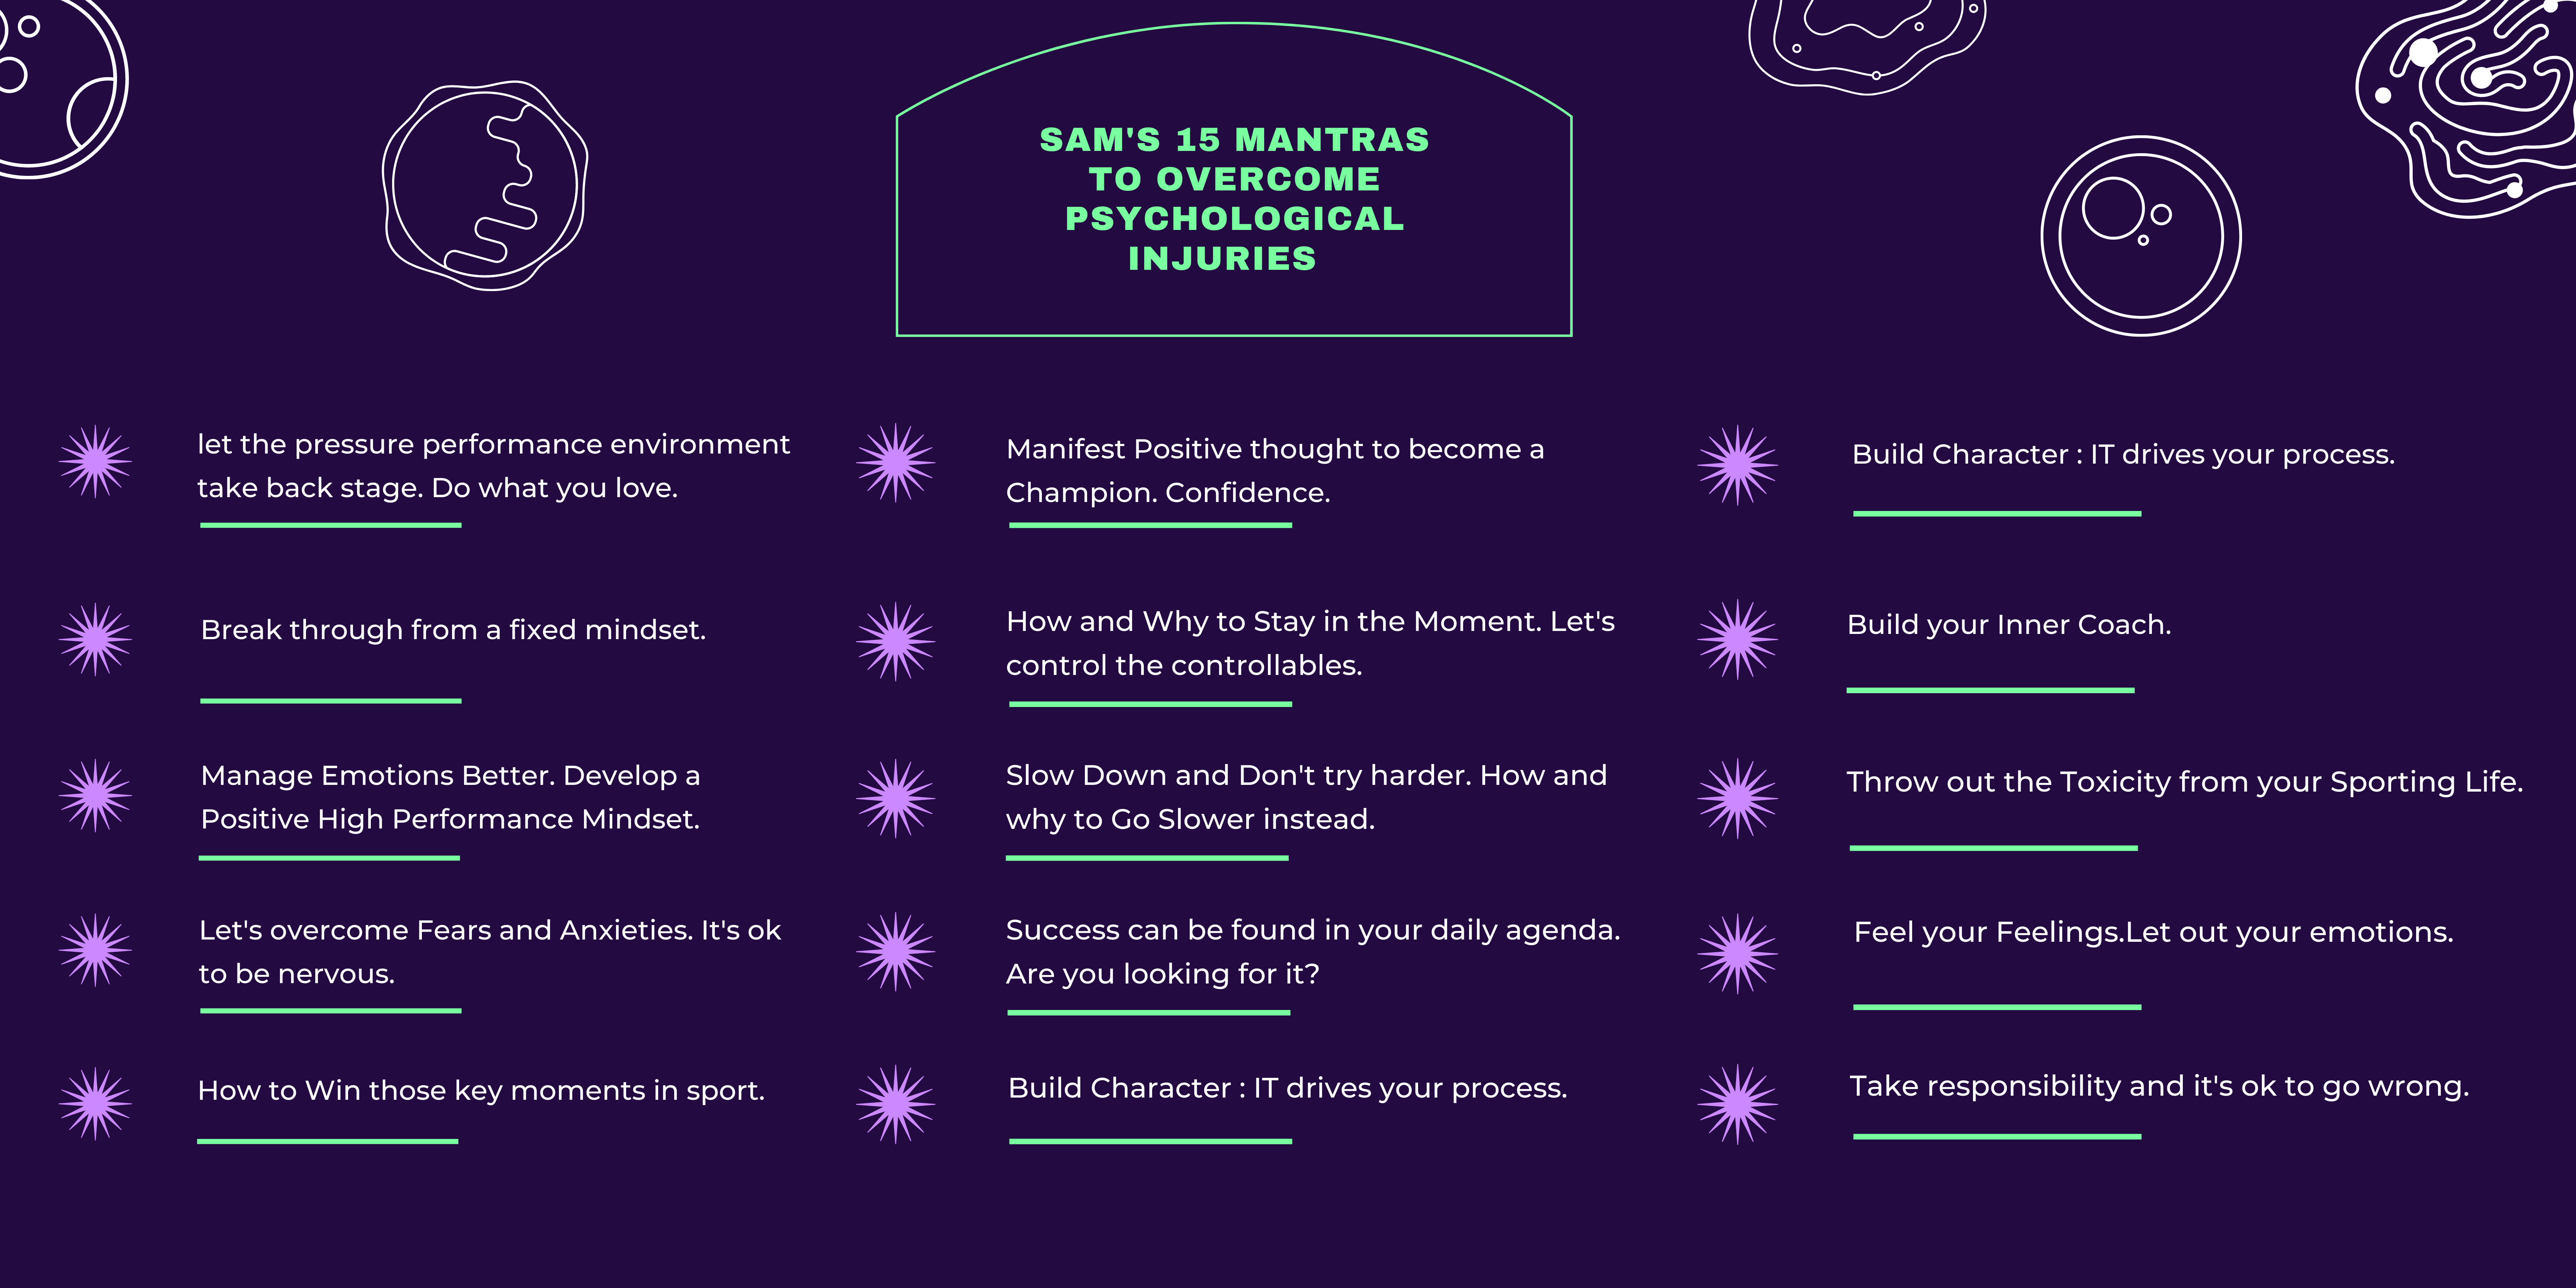 SAM'S 15 MANTRAS
TO OVERCOME
PSYCHOLOGICAL
INJURIES
let the pressure performance environment
take back stage. Do what you love.
Break through from a fixed mindset.
Manage Emotions Better. Develop a
Positive High Performance Mindset.
Let's overcome Fears and Anxieties. It's ok
to be nervous.
How to Win those key moments in sport.
Manifest Positive thought to become a
Champion. Confidence.
How and Why to Stay in the Moment. Let's
control the controllables.
Slow Down and Don't try harder. How and
why to Go Slower instead.
Success can be found in your daily agenda.
Are you looking for it?
Build Character : IT drives your process.
Build Character : IT drives your process.
Build your Inner Coach.
Throw out the Toxicity from your Sporting Life.
Feel your Feelings.Let out your emotions.
Take responsibility and it's ok to go wrong.